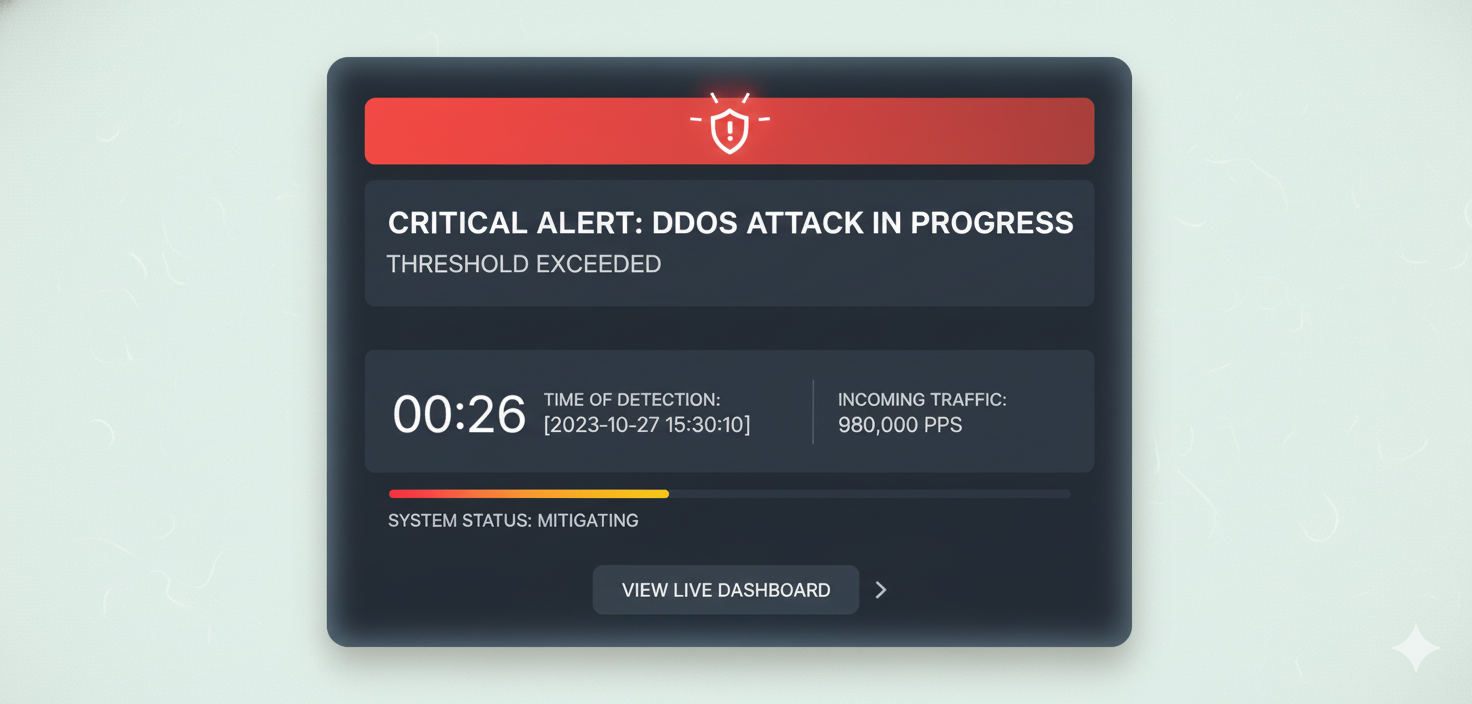 CRITICAL ALERT: DDOS ATTACK IN PROGRESS
THRESHOLD EXCEEDED
00:26
TIME OF DETECTION:
[2023-10-27 15:30:10]
INCOMING TRAFFIC:
980,000 PPS
SYSTEM STATUS: MITIGATING
VIEW LIVE DASHBOARD